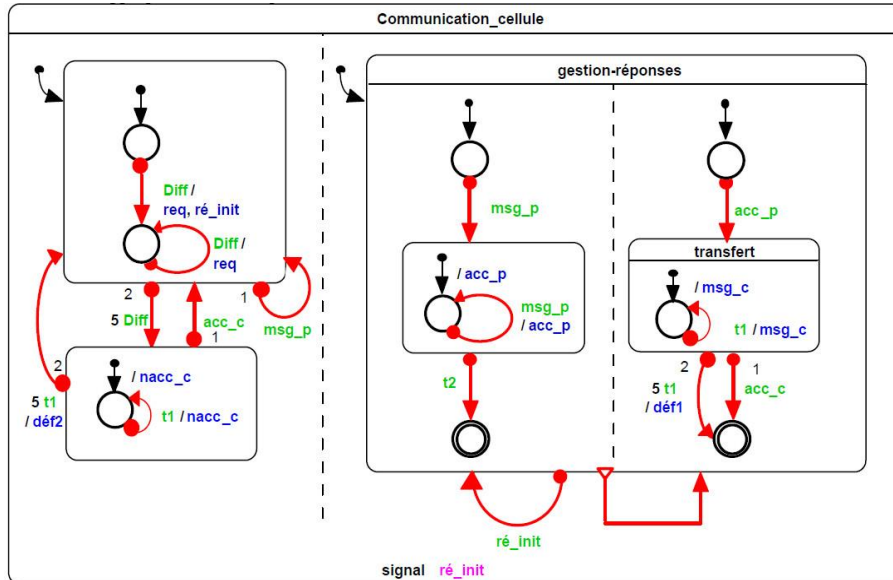 Communication_cellule
gestion-réponses
Diff /
req, ré_init
Diff /
req
2
1
5 Diff
acc_c
1
msg_p
2
/ nacc_c
5 t1
/ déf2
t1 / nacc_c
msg_p
/ acc_p
msg_p
/ acc_p
t2
acc_p
transfert
/ msg_c
t1 / msg_c
2
1
5 t1
/ déf1
acc_c
ré_init
signal ré_init